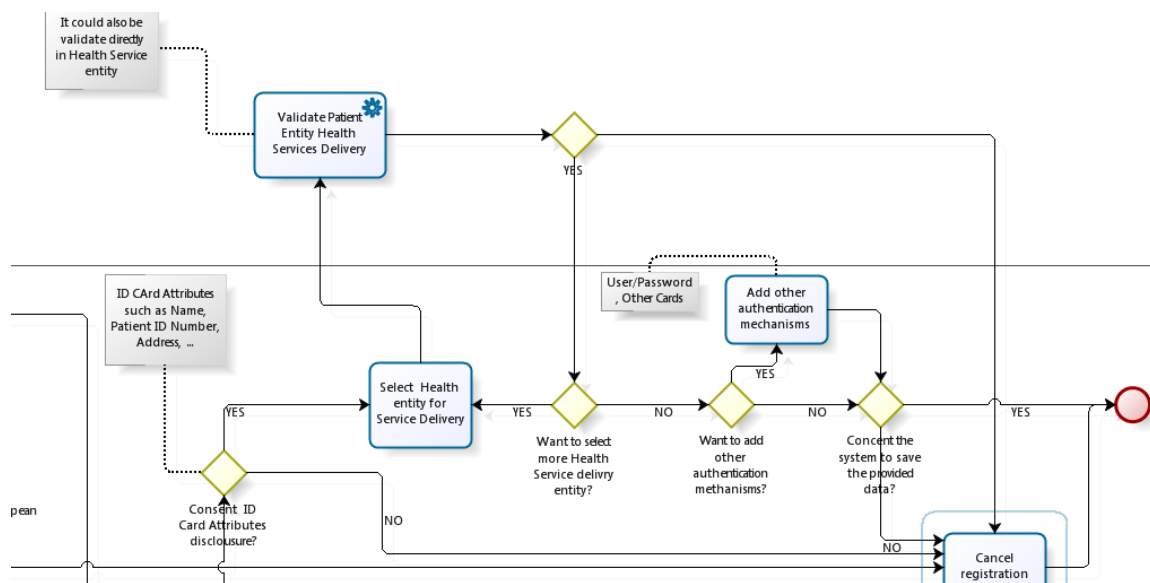 It could also be
validate directly
in Health Service
entity
Validate Patient
Entity Health
Services Delivery
YES
ID CArd Attributes
such as Name,
Patient ID Number,
Address, ...
User/Password
, Other Cards
Add other
authentication
mechanisms
YES
Select Health
entity for
Service Delivery
YES
YES
NO
NO
YES
Want to select
more Health
Service delivry
entity?
Want to add
other
authentication
methanisms?
Concent the
system to save
the provided
data?
Consent ID
Card Attributes
disclousure?
pean
NO
NO
Cancel
registration